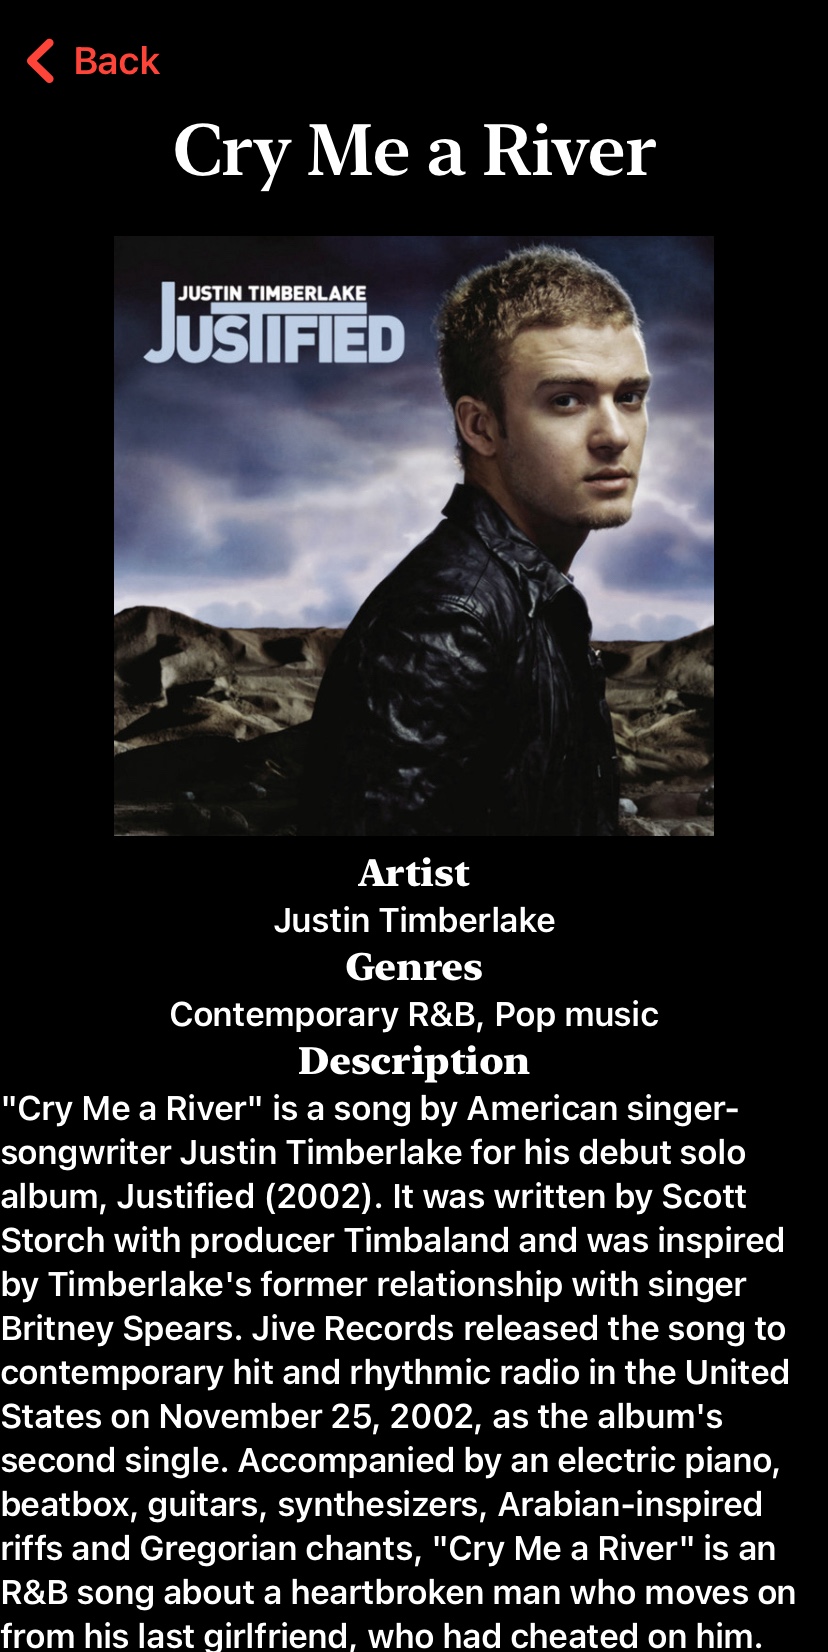 Back
Cry Me a River
JUSTIN TIMBERLAKE
JUSTIFIED
Artist
Justin Timberlake
Genres
Contemporary R&B, Pop music
Description
"Cry Me a River" is a song by American singer-
songwriter Justin Timberlake for his debut solo
album, Justified (2002). It was written by Scott
Storch with producer Timbaland and was inspired
by Timberlake's former relationship with singer
Britney Spears. Jive Records released the song to
contemporary hit and rhythmic radio in the United
States on November 25, 2002, as the album's
second single. Accompanied by an electric piano,
beatbox, guitars, synthesizers, Arabian-inspired
riffs and Gregorian chants, "Cry Me a River" is an
R&B song about a heartbroken man who moves on
from his last girlfriend, who had cheated on him.